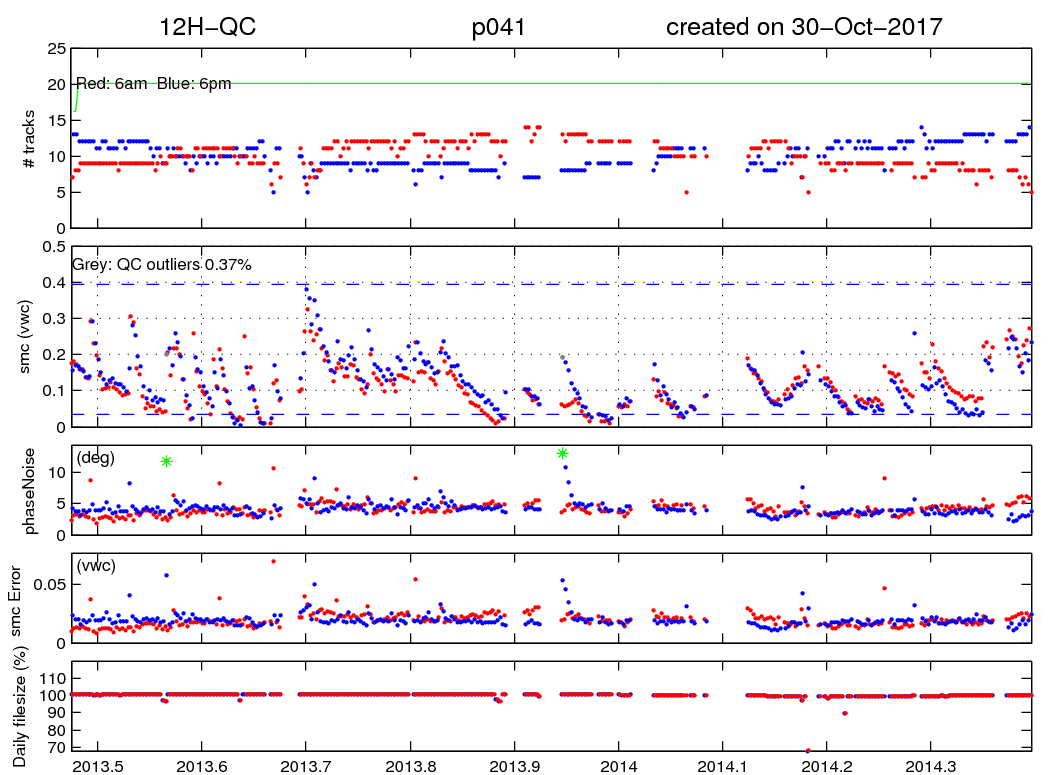 12H−QC p041 created on 30−Oct−2017
25
20
15
10
5
0
# tracks
Red: 6am Blue: 6pm
0.5
0.4
0.3
0.2
0.1
0
smc (vwc)
Grey: QC outliers 0.37%
10
5
0
phaseNoise
(deg)
0.05
0
smc Error
(vwc)
110
100
90
80
70
Daily filesize (%)
2013.5 2013.6 2013.7 2013.8 2013.9 2014 2014.1 2014.2 2014.3